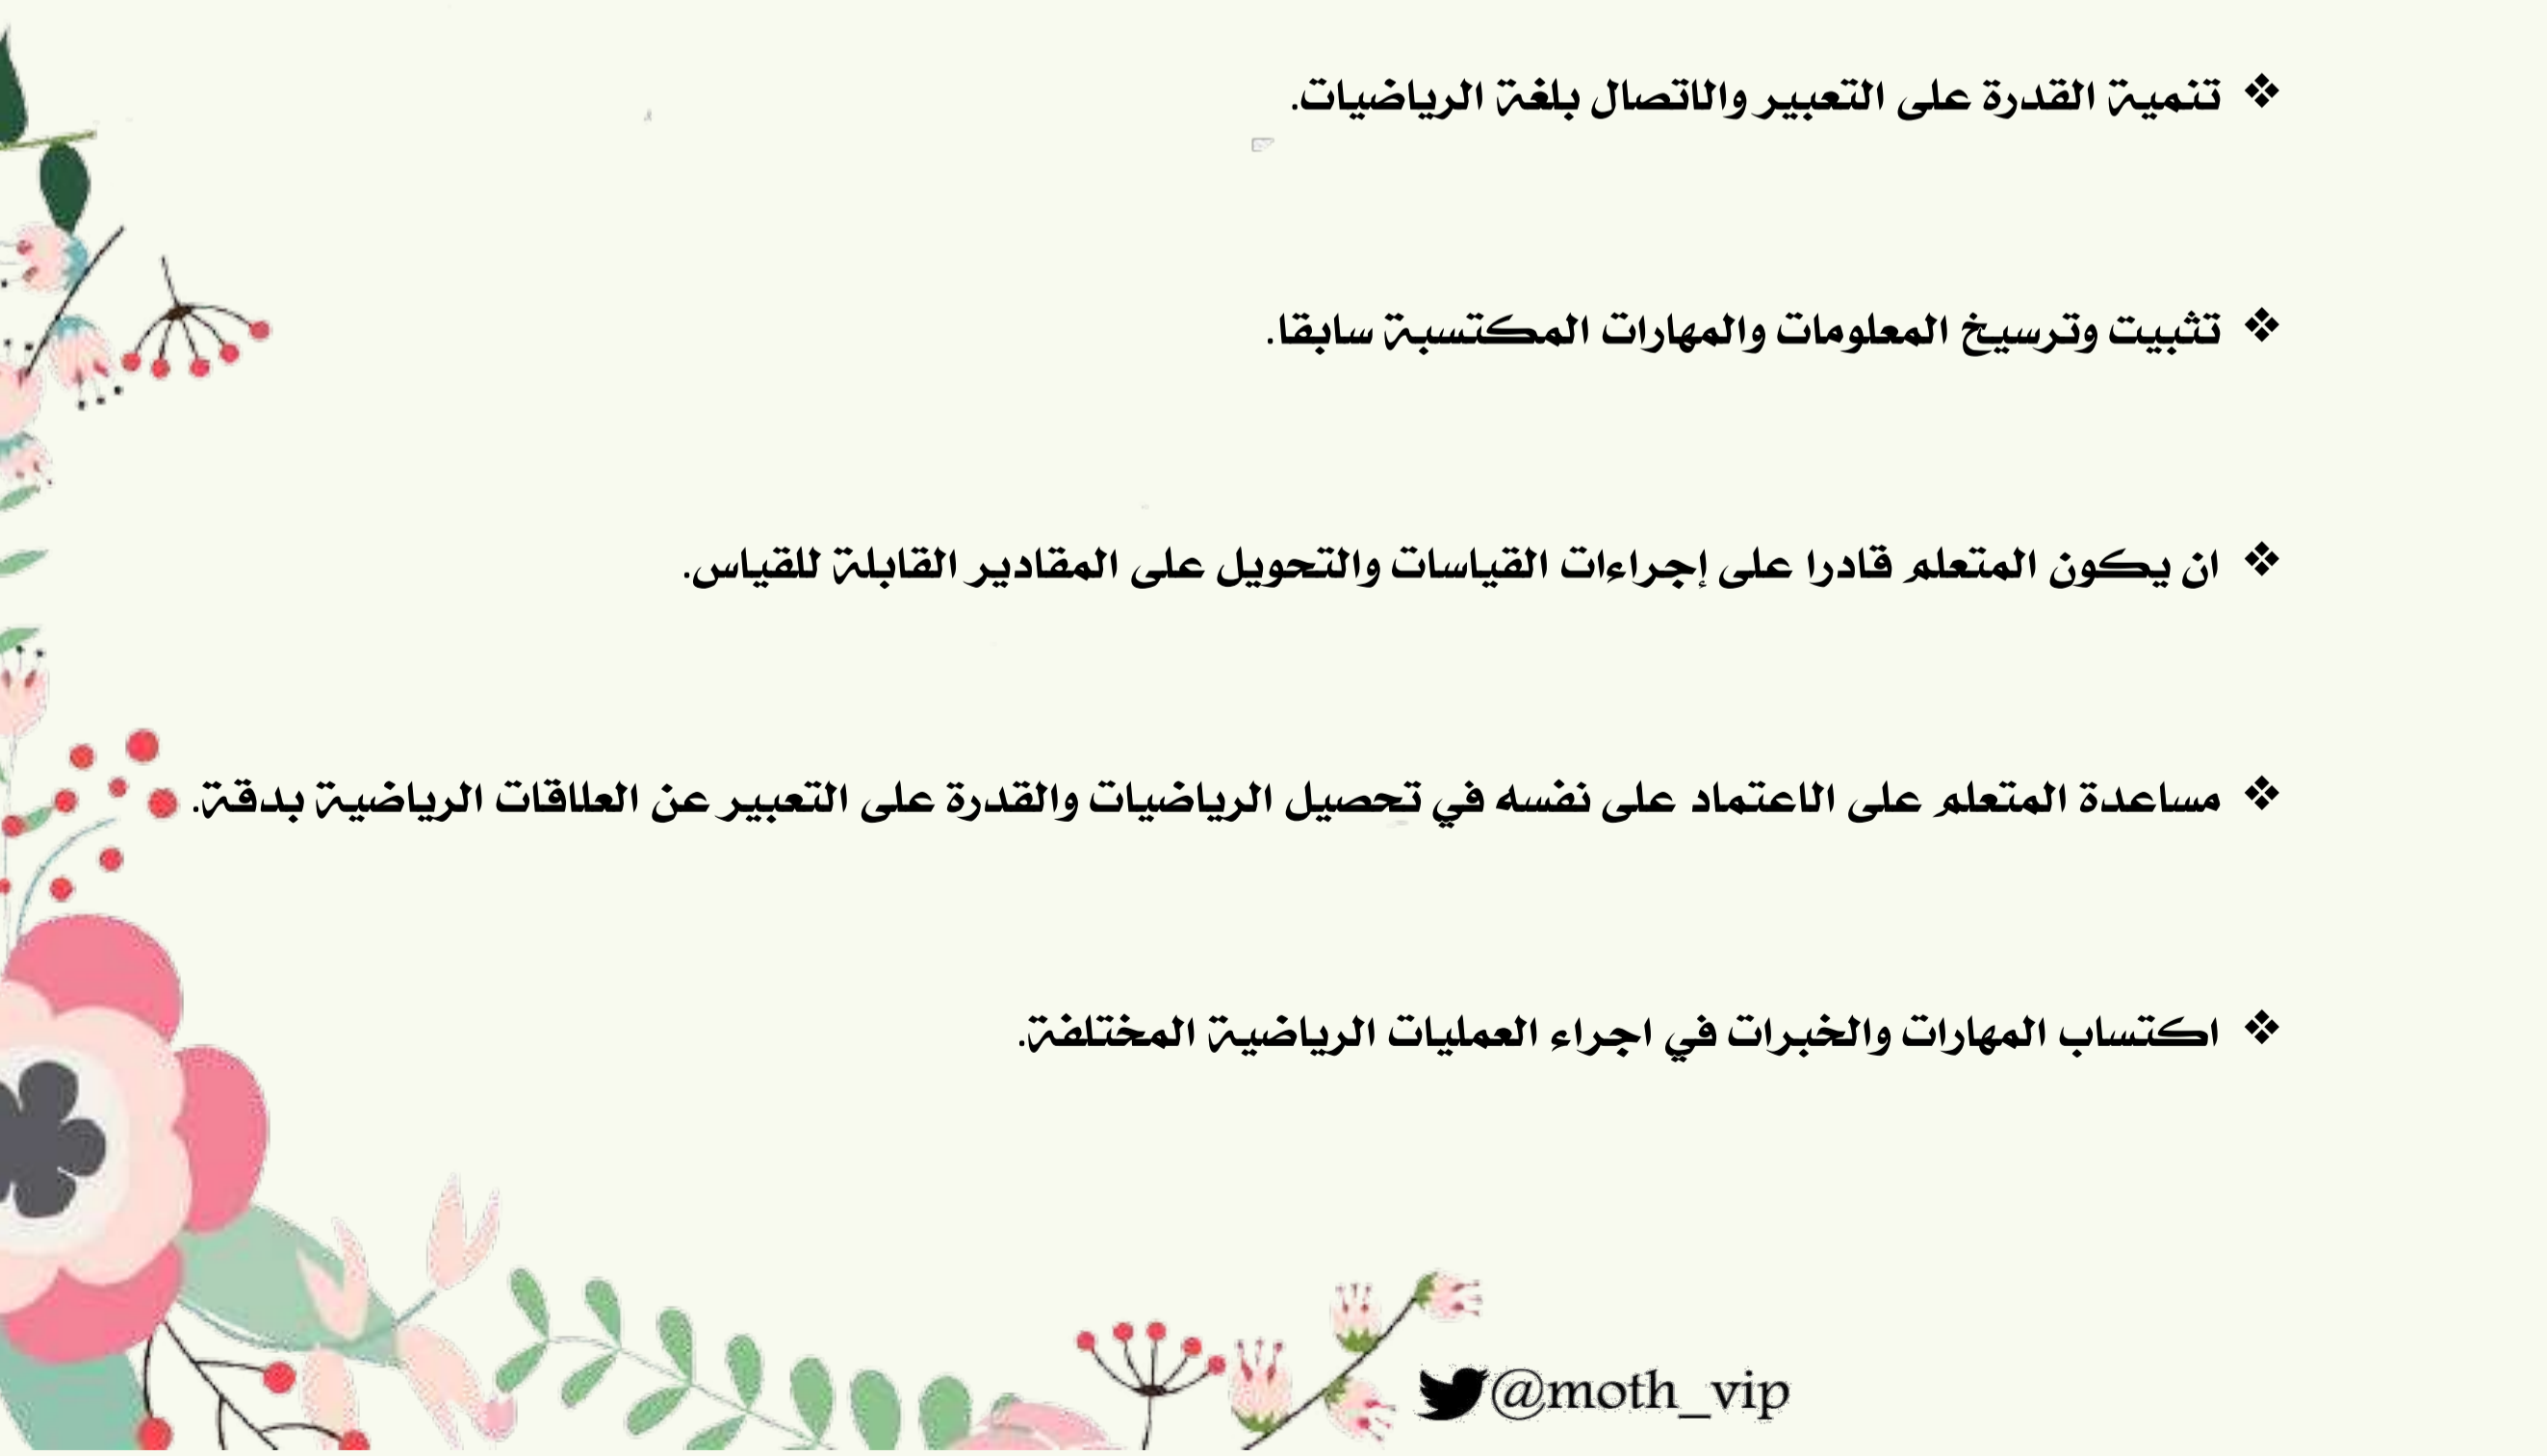 ❖ تنمية القدرة على التعبير والاتصال بلغة الرياضيات.
❖ تثبيت وترسيخ المعلومات والمهارات المكتسبة سابقا.
❖ ان يكون المتعلم قادرا على إجراءات القياسات والتحويل على المقادير القابلة للقياس.
❖ مساعدة المتعلم على الاعتماد على نفسه في تحصيل الرياضيات والقدرة على التعبير عن العلاقات الرياضية بدقة.
❖ اكتساب المهارات والخبرات في اجراء العمليات الرياضية المختلفة.
@moth_vip